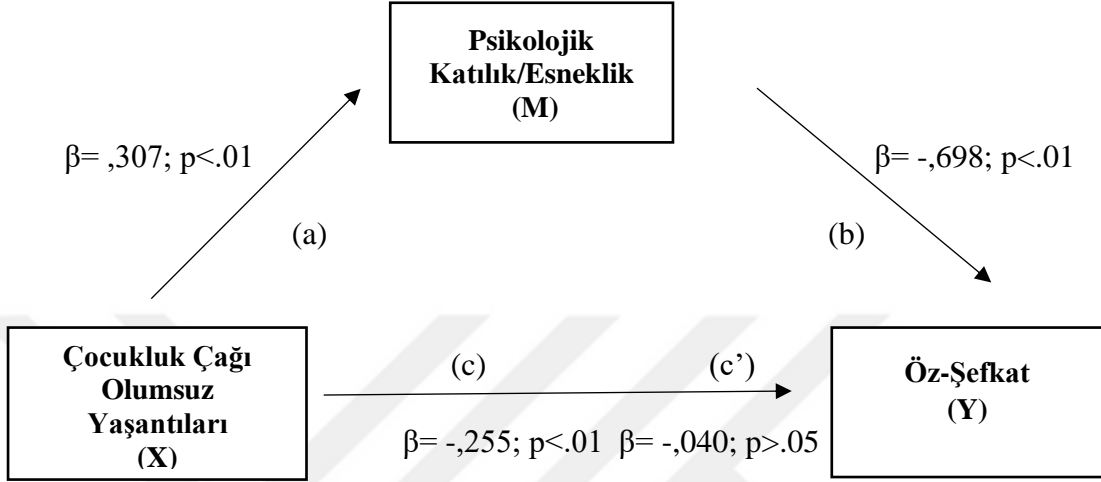 Psikolojik
Katılık/Esneklik
(M)
β= ,307; p<.01
β= -,698; p<.01
(a)
(b)
Çocukluk Çağı
Olumsuz
Yaşantıları
(X)
(c)
(c’)
β= -,255; p<.01 β= -,040; p>.05
Öz-Şefkat
(Y)